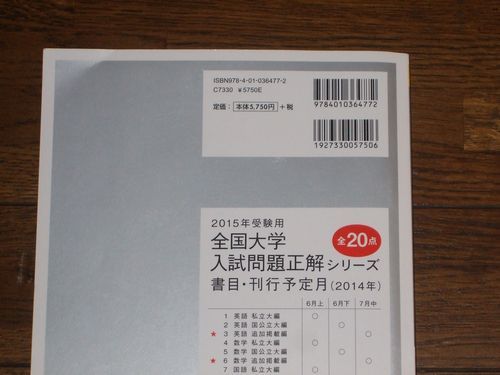 ISBN978-4-01-036477-2
C7330 ¥5750E
定価：本体5,750円＋税
9784010364772
1927330057506
2015年受験用
全国大学
入試問題正解シリーズ
全20点
書目・刊行予定月（2014年）
6月上 6月下 7月中
1 英語 私立大編 ○
2 英語 国公立大編 ○
★ 3 英語 追加掲載編 ○
4 数学 私立大編 ○
5 数学 国公立大編 ○
★ 6 数学 追加掲載編 ○
7 国語 私立大編 ○